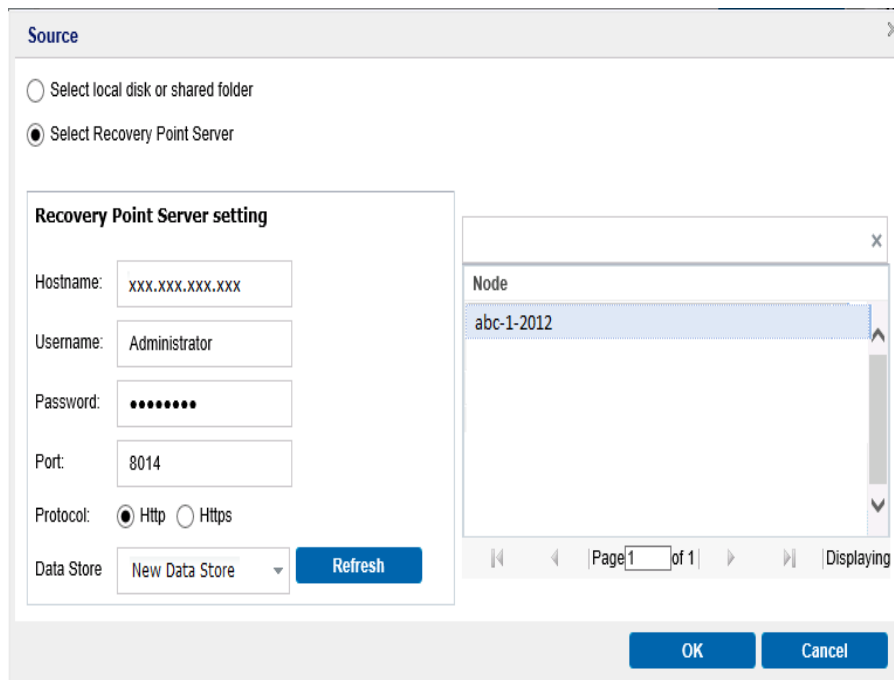 Source
Select local disk or shared folder
Select Recovery Point Server
Recovery Point Server setting
Hostname: xxx.xxx.xxx.xxx
Username: Administrator
Password: ••••••••
Port: 8014
Protocol: Http Https
Data Store New Data Store Refresh
Node
abc-1-2012
Page 1 of 1 Displaying
OK Cancel